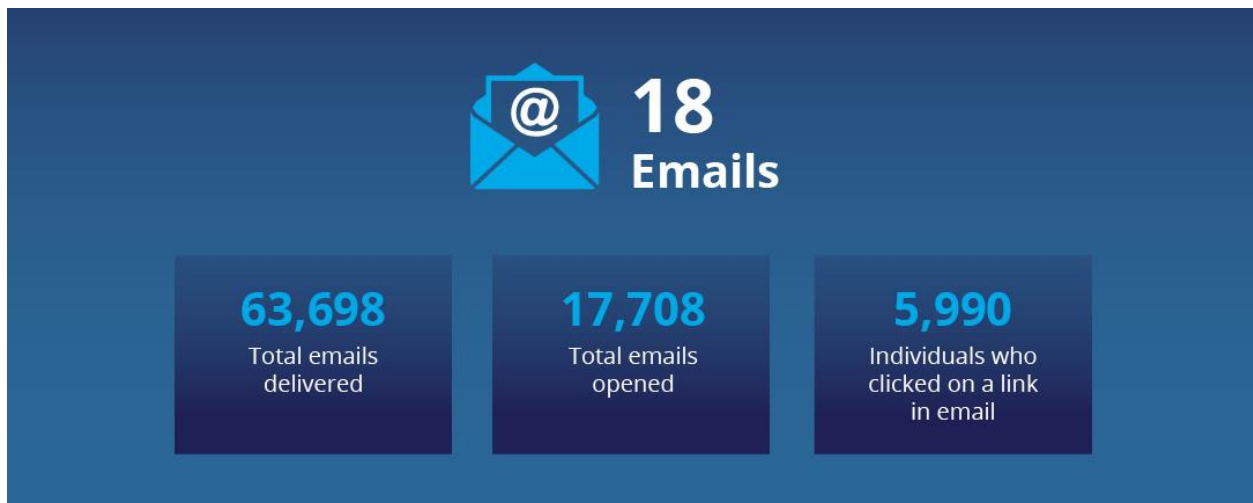 @
18
Emails
63,698
Total emails
delivered
17,708
Total emails
opened
5,990
Individuals who
clicked on a link
in email